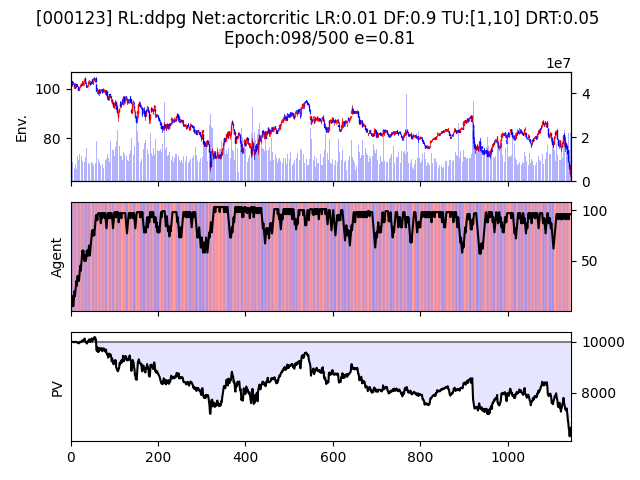 [000123] RL:ddpg Net:actorcritic LR:0.01 DF:0.9 TU:[1,10] DRT:0.05
Epoch:098/500 e=0.81
1e7
Env.
100
80
4
2
0
Agent
100
50
PV
10000
8000
0
200
400
600
800
1000